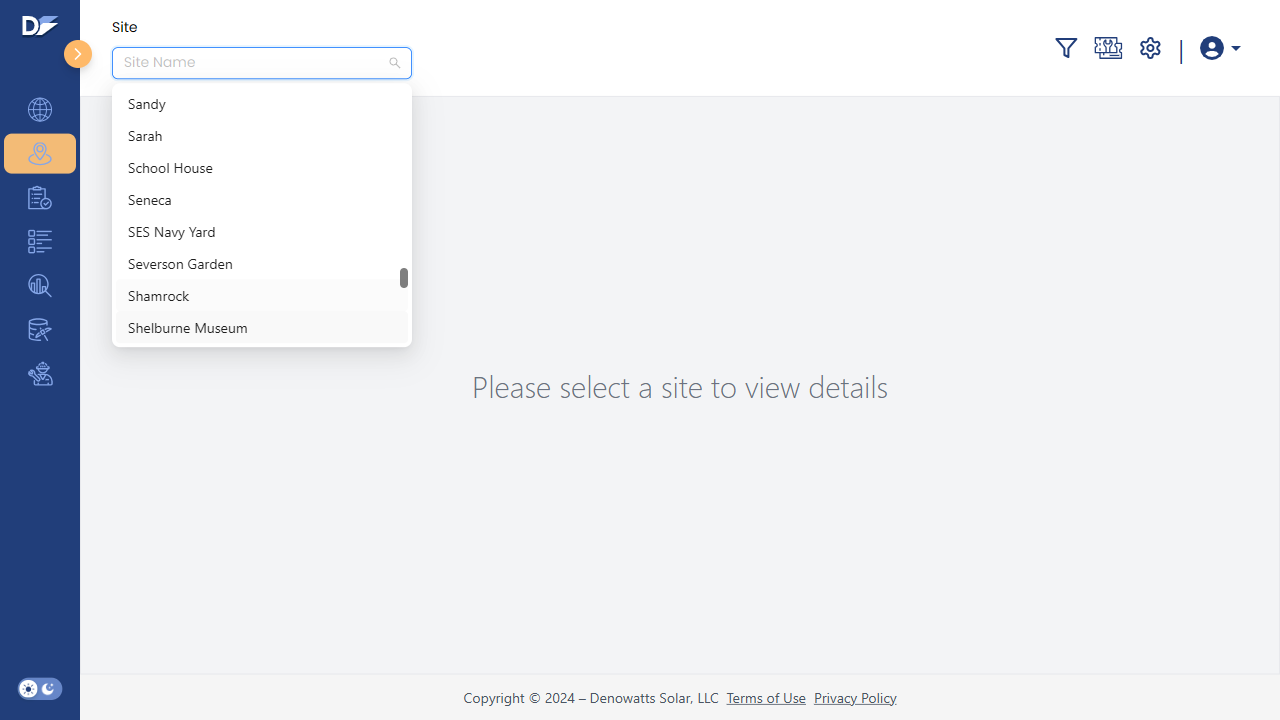 Site
Site Name
Sandy
Sarah
School House
Seneca
SES Navy Yard
Severson Garden
Shamrock
Shelburne Museum
Please select a site to view details
Copyright © 2024 – Denowatts Solar, LLC Terms of Use Privacy Policy